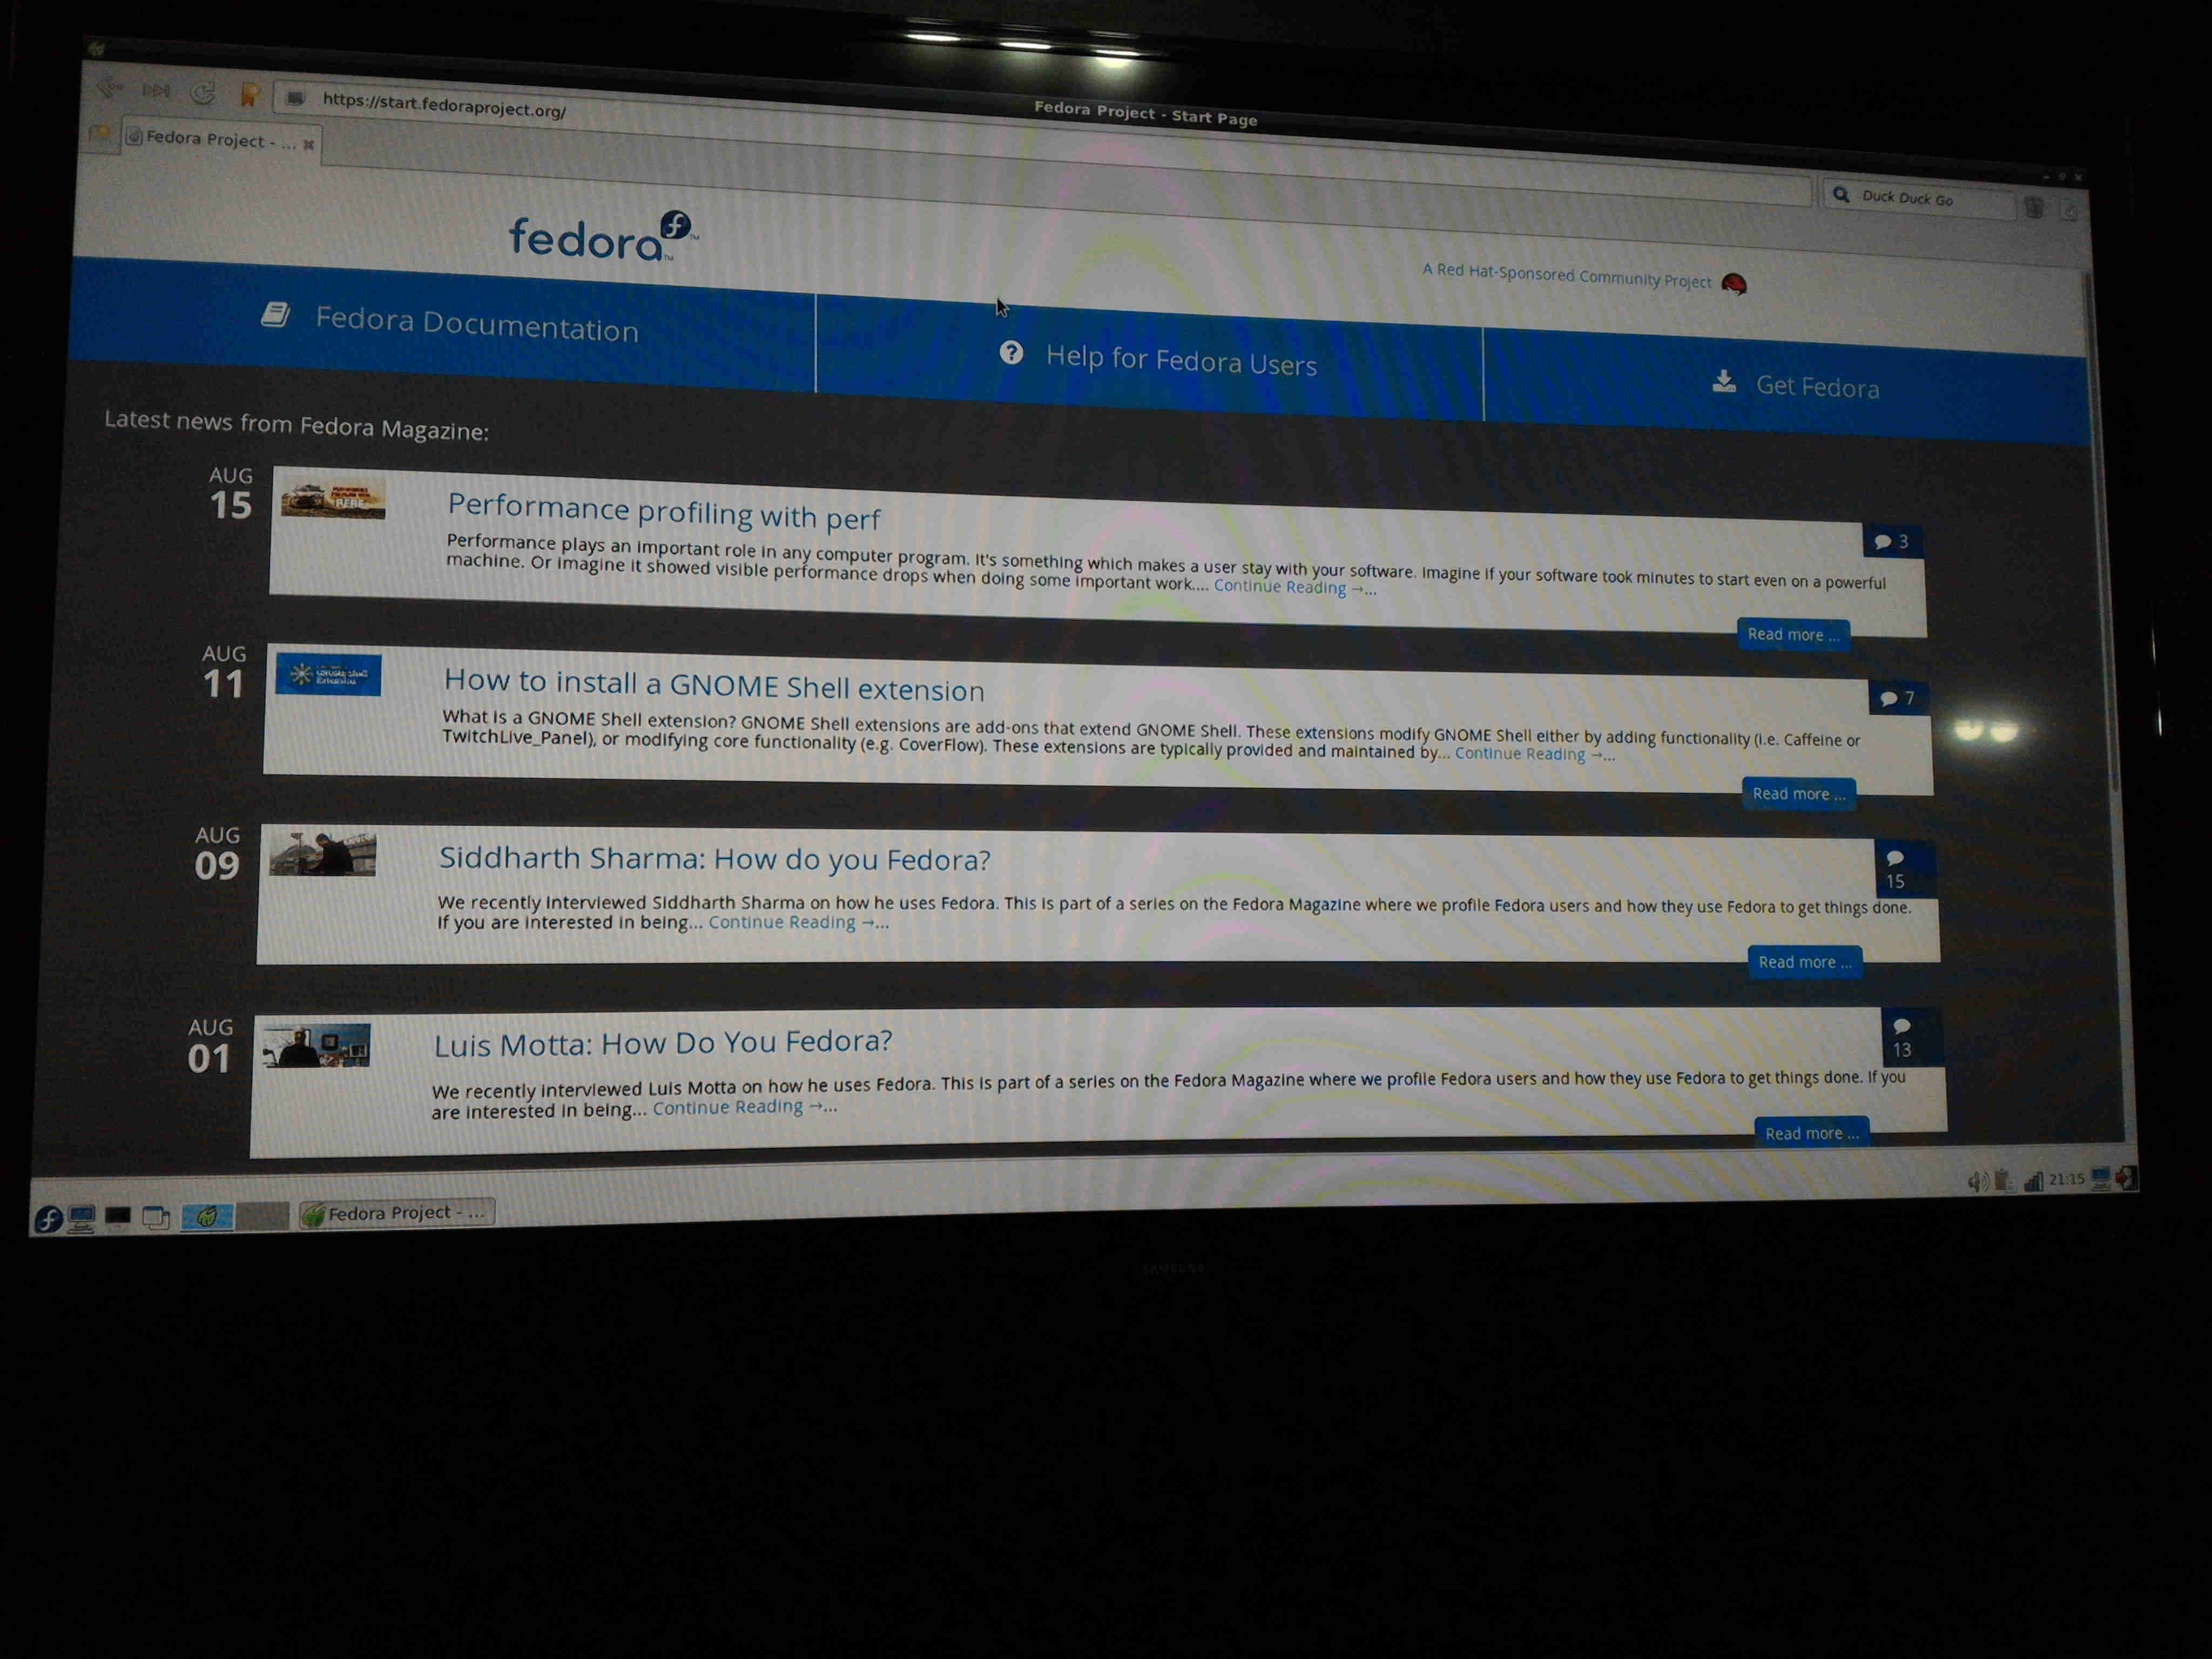 Fedora Project - Start Page
https://start.fedoraproject.org/
Duck Duck Go
Fedora Project - ...
fedora
A Red Hat-Sponsored Community Project
Fedora Documentation
Help for Fedora Users
Get Fedora
Latest news from Fedora Magazine:
AUG
15
Performance profiling with perf
3
Performance plays an important role in any computer program. It's something which makes a user stay with your software. Imagine if your software took minutes to start even on a powerful
machine. Or imagine it showed visible performance drops when doing some important work.... Continue Reading →...
Read more ...
AUG
11
How to install a GNOME Shell extension
7
What is a GNOME Shell extension? GNOME Shell extensions are add-ons that extend GNOME Shell. These extensions modify GNOME Shell either by adding functionality (i.e. Caffeine or
TwitchLive_Panel), or modifying core functionality (e.g. CoverFlow). These extensions are typically provided and maintained by... Continue Reading →...
Read more ...
AUG
09
Siddharth Sharma: How do you Fedora?
15
We recently interviewed Siddharth Sharma on how he uses Fedora. This is part of a series on the Fedora Magazine where we profile Fedora users and how they use Fedora to get things done.
If you are interested in being... Continue Reading →...
Read more ...
AUG
01
Luis Motta: How Do You Fedora?
13
We recently interviewed Luis Motta on how he uses Fedora. This is part of a series on the Fedora Magazine where we profile Fedora users and how they use Fedora to get things done. If you
are interested in being... Continue Reading →...
Read more ...
Fedora Project - ...
21:15
SAMSUNG